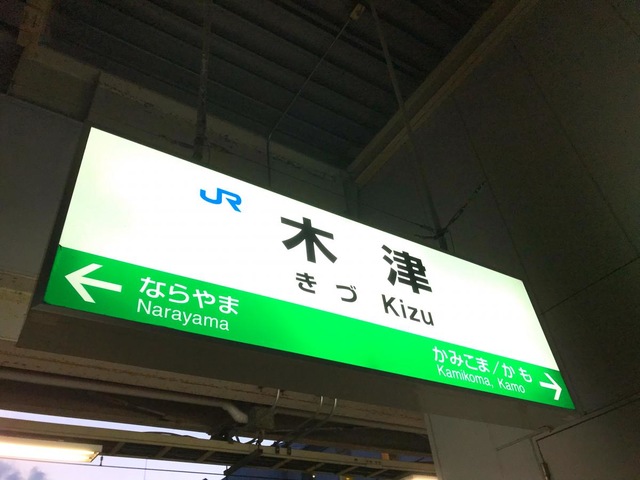 JR
木津
きづ Kizu
← ならやま
Narayama
かみこま/かも →
Kamikoma, Kamo